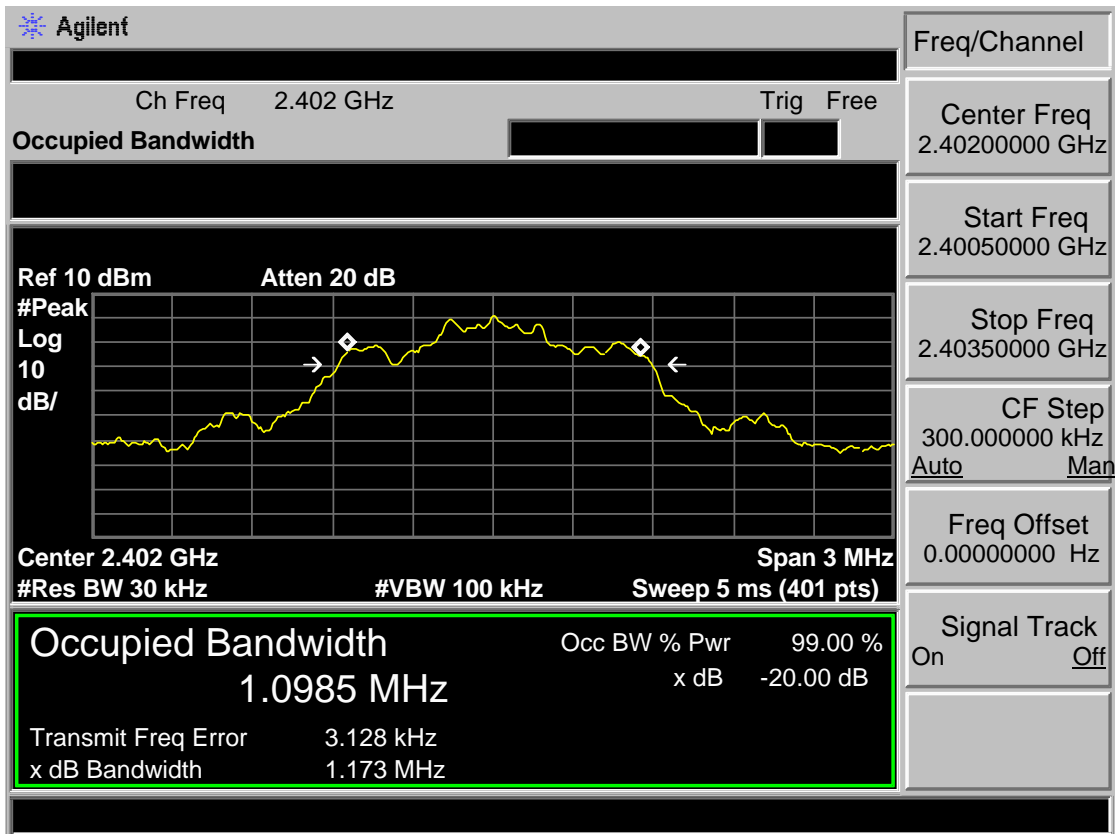 Agilent
Freq/Channel
Ch Freq 2.402 GHz Trig Free
Occupied Bandwidth
Center Freq
2.40200000 GHz
Start Freq
2.40050000 GHz
Stop Freq
2.40350000 GHz
CF Step
300.000000 kHz
Auto Man
Freq Offset
0.00000000 Hz
Signal Track
On Off
Ref 10 dBm Atten 20 dB
#Peak
Log
10
dB/
Center 2.402 GHz Span 3 MHz
#Res BW 30 kHz #VBW 100 kHz Sweep 5 ms (401 pts)
Occupied Bandwidth
1.0985 MHz
Occ BW % Pwr 99.00 %
x dB -20.00 dB
Transmit Freq Error 3.128 kHz
x dB Bandwidth 1.173 MHz